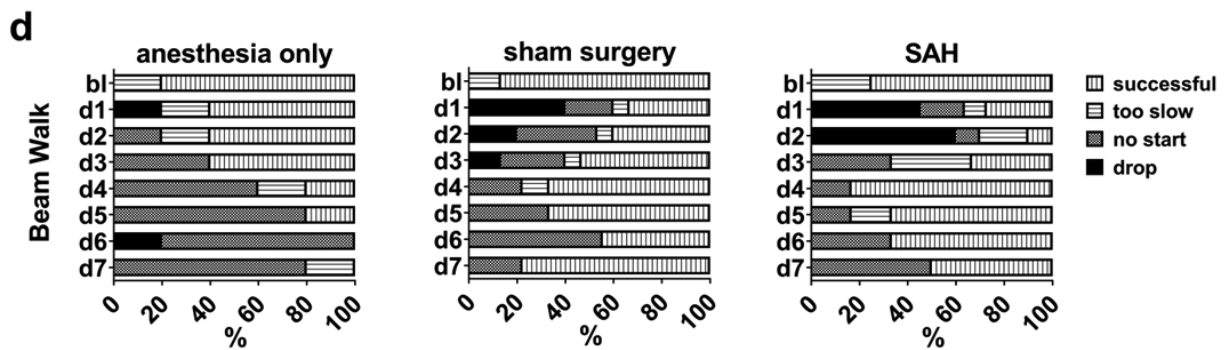 d
anesthesia only
sham surgery
SAH
Beam Walk
bl
d1
d2
d3
d4
d5
d6
d7
0 20 40 60 80 100
%
bl
d1
d2
d3
d4
d5
d6
d7
0 20 40 60 80 100
%
bl
d1
d2
d3
d4
d5
d6
d7
0 20 40 60 80 100
%
successful
too slow
no start
drop